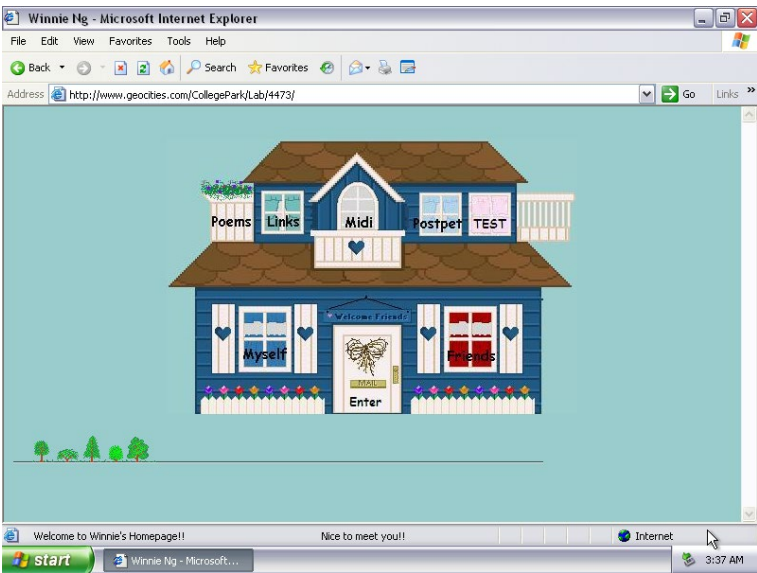 Winnie Ng - Microsoft Internet Explorer
File Edit View Favorites Tools Help
Back Search Favorites
Address http://www.geocities.com/CollegePark/Lab/4473/ Go Links »
Poems Links Midi Postpet TEST
Welcome Friends
Myself Friends
MAIL
Enter
Welcome to Winnie's Homepage!! Nice to meet you!! Internet
start Winnie Ng - Microsoft... 3:37 AM